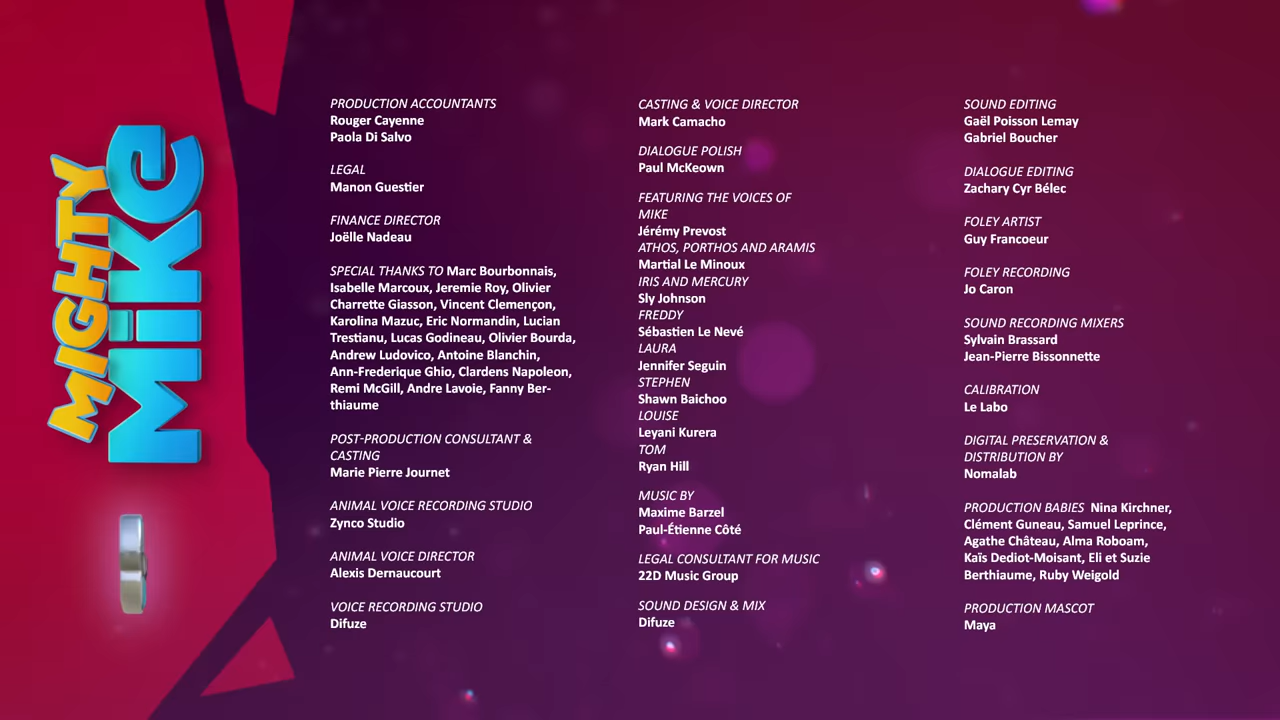 MIGHTY
MiKe
PRODUCTION ACCOUNTANTS
Rouger Cayenne
Paola Di Salvo
LEGAL
Manon Guestier
FINANCE DIRECTOR
Joëlle Nadeau
SPECIAL THANKS TO Marc Bourbonnais,
Isabelle Marcoux, Jeremie Roy, Olivier
Charrette Giasson, Vincent Clemençon,
Karolina Mazuc, Eric Normandin, Lucian
Trestianu, Lucas Godineau, Olivier Bourda,
Andrew Ludovico, Antoine Blanchin,
Ann-Frederique Ghio, Clardens Napoleon,
Remi McGill, Andre Lavoie, Fanny Ber-
thiaume
POST-PRODUCTION CONSULTANT &
CASTING
Marie Pierre Journet
ANIMAL VOICE RECORDING STUDIO
Zynco Studio
ANIMAL VOICE DIRECTOR
Alexis Dernaucourt
VOICE RECORDING STUDIO
Difuze
CASTING & VOICE DIRECTOR
Mark Camacho
DIALOGUE POLISH
Paul McKeown
FEATURING THE VOICES OF
MIKE
Jérémy Prevost
ATHOS, PORTHOS AND ARAMIS
Martial Le Minoux
IRIS AND MERCURY
Sly Johnson
FREDDY
Sébastien Le Nevé
LAURA
Jennifer Seguin
STEPHEN
Shawn Baichoo
LOUISE
Leyani Kurera
TOM
Ryan Hill
MUSIC BY
Maxime Barzel
Paul-Étienne Côté
LEGAL CONSULTANT FOR MUSIC
22D Music Group
SOUND DESIGN & MIX
Difuze
SOUND EDITING
Gaël Poisson Lemay
Gabriel Boucher
DIALOGUE EDITING
Zachary Cyr Bélec
FOLEY ARTIST
Guy Francoeur
FOLEY RECORDING
Jo Caron
SOUND RECORDING MIXERS
Sylvain Brassard
Jean-Pierre Bissonnette
CALIBRATION
Le Labo
DIGITAL PRESERVATION &
DISTRIBUTION BY
Nomalab
PRODUCTION BABIES Nina Kirchner,
Clément Guneau, Samuel Leprince,
Agathe Château, Alma Roboam,
Kaïs Dediot-Moisant, Eli et Suzie
Berthiaume, Ruby Weigold
PRODUCTION MASCOT
Maya